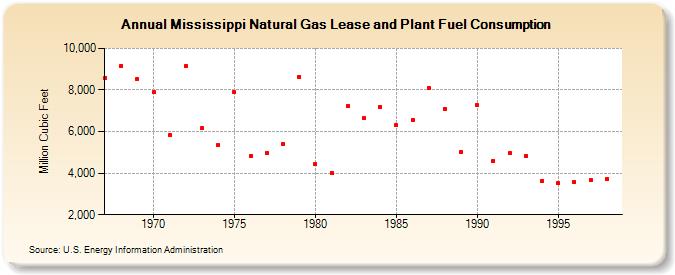 Annual Mississippi Natural Gas Lease and Plant Fuel Consumption
Million Cubic Feet
10,000
8,000
6,000
4,000
2,000
1970 1975 1980 1985 1990 1995
Source: U.S. Energy Information Administration